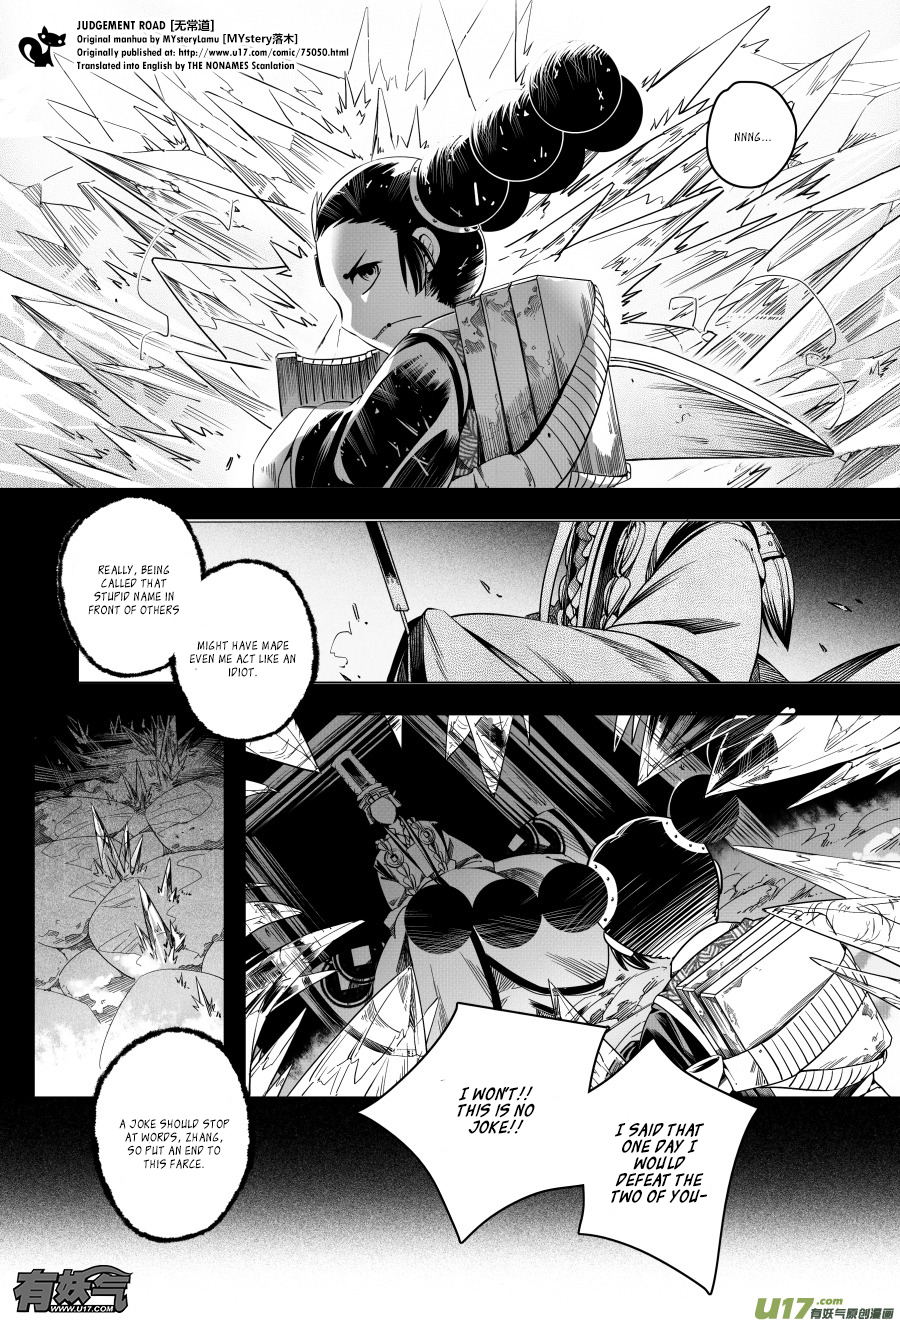 JUDGEMENT ROAD [无常道]
Original manhua by MYsteryLamu [MYstery落木]
Originally published at: http://www.u17.com/comic/75050.html
Translated into English by THE NONAMES Scanlation
NNNG...
REALLY, BEING
CALLED THAT
STUPID NAME IN
FRONT OF OTHERS
MIGHT HAVE MADE
EVEN ME ACT LIKE AN
IDIOT.
A JOKE SHOULD STOP
AT WORDS, ZHANG,
SO PUT AN END TO
THIS FARCE.
I WON'T!!
THIS IS NO
JOKE!!
I SAID THAT
ONE DAY I
WOULD
DEFEAT THE
TWO OF YOU-
有妖气
WWW.U17.COM
U17.COM
有妖气原创漫画